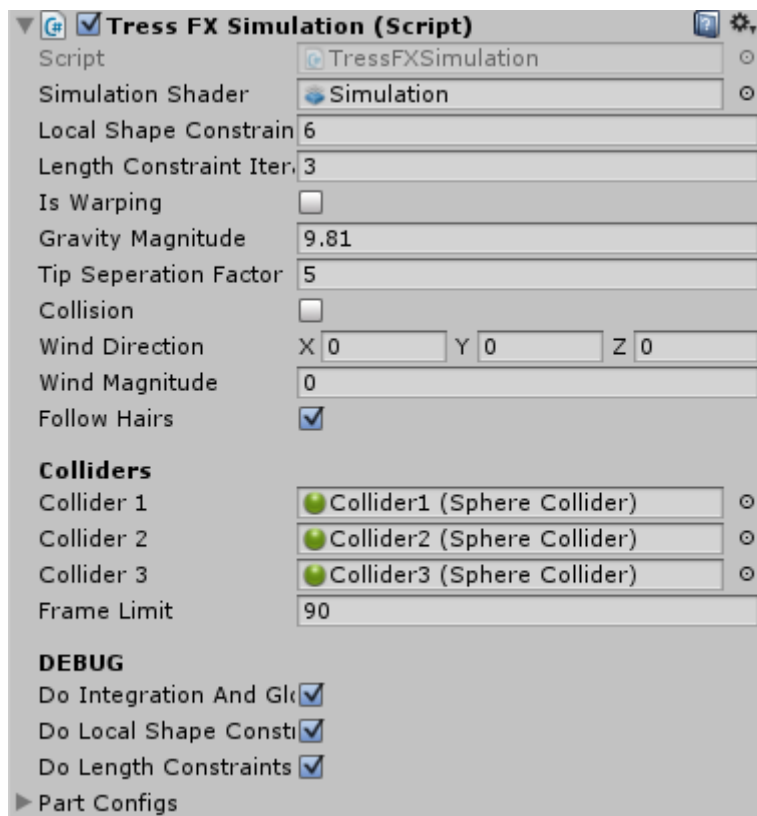 Tress FX Simulation (Script)
Script TressFXSimulation
Simulation Shader Simulation
Local Shape Constrain 6
Length Constraint Itera 3
Is Warping
Gravity Magnitude 9.81
Tip Seperation Factor 5
Collision
Wind Direction X 0 Y 0 Z 0
Wind Magnitude 0
Follow Hairs
Colliders
Collider 1 Collider1 (Sphere Collider)
Collider 2 Collider2 (Sphere Collider)
Collider 3 Collider3 (Sphere Collider)
Frame Limit 90
DEBUG
Do Integration And Glo
Do Local Shape Consti
Do Length Constraints
Part Configs